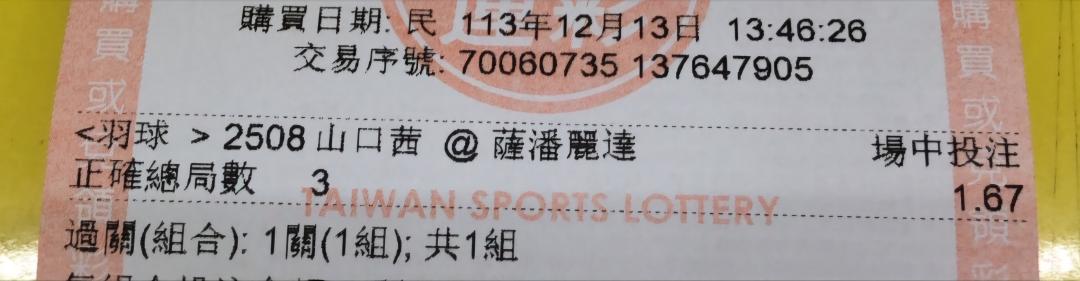 購買日期: 民 113年12月13日 13:46:26
交易序號: 70060735 137647905
<羽球 > 2508 山口茜 @ 薩潘麗達 場中投注
正確總局數 3 1.67
TAIWAN SPORTS LOTTERY
過關(組合): 1關(1組); 共1組